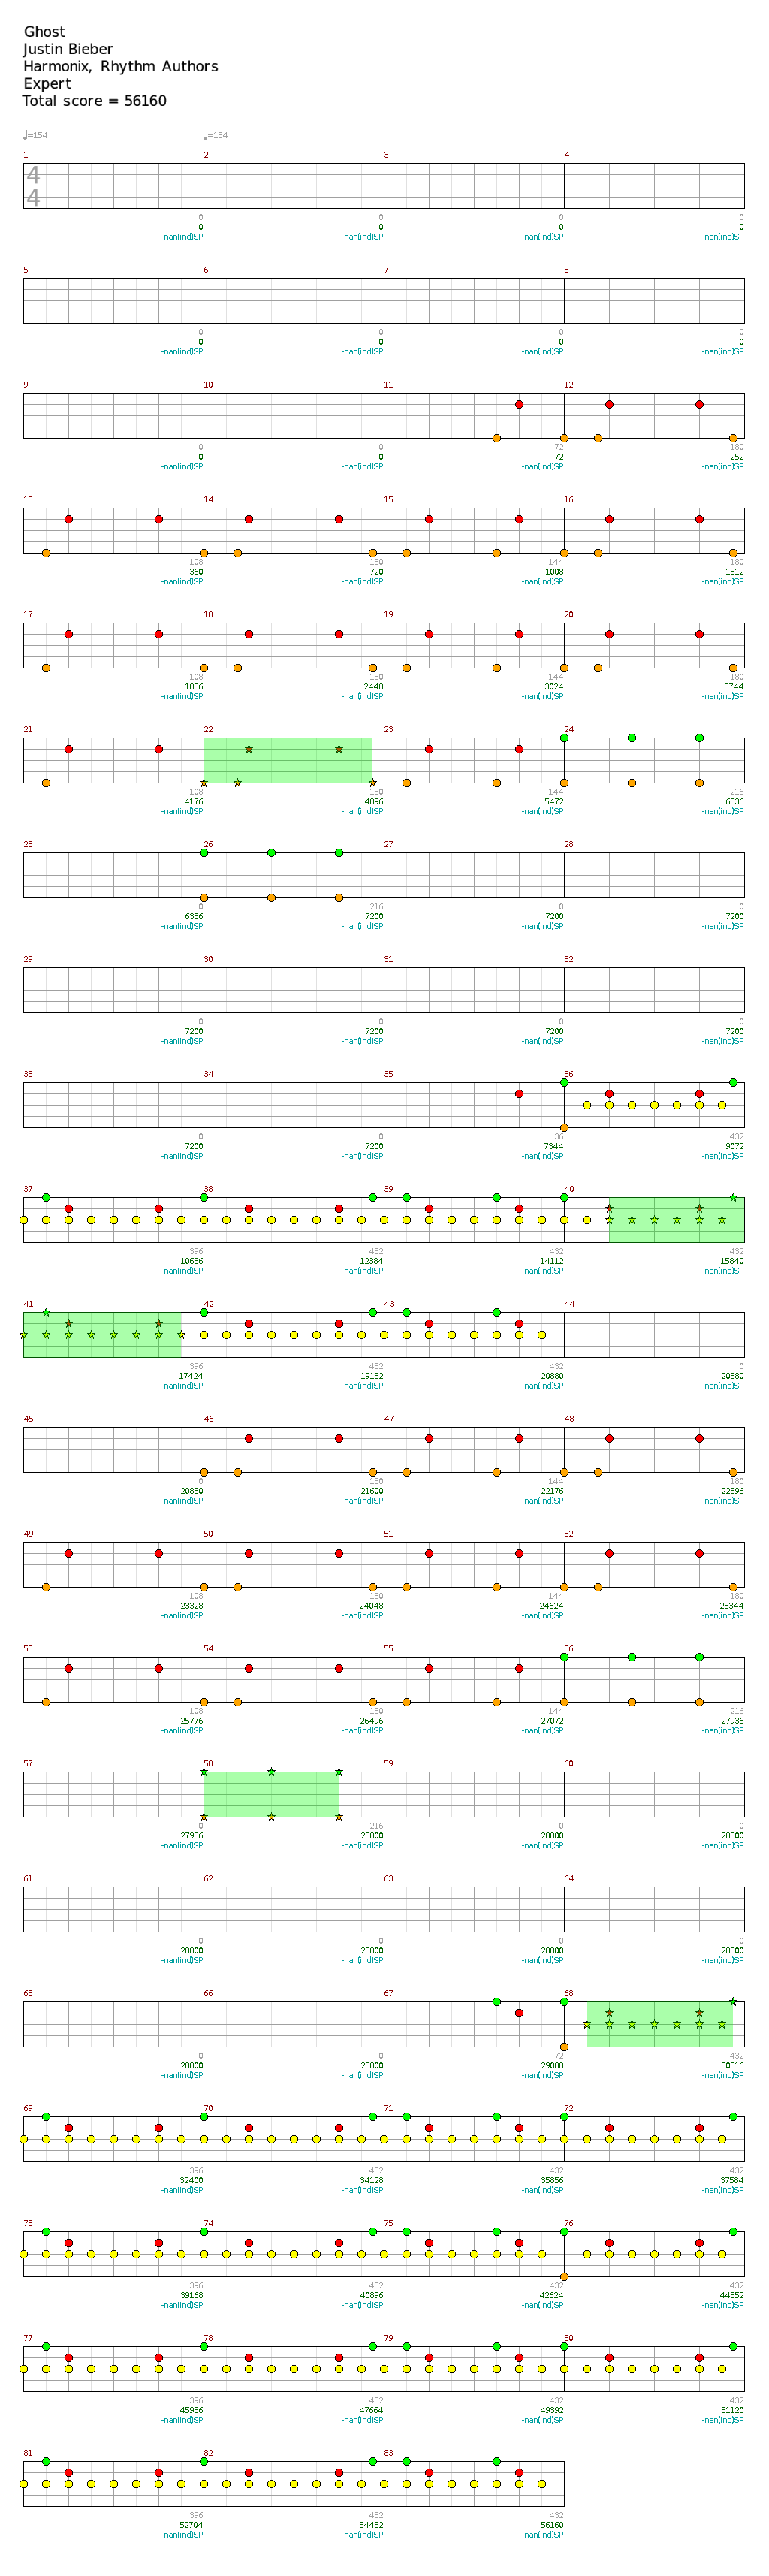 Ghost
Justin Bieber
Harmonix, Rhythm Authors
Expert
Total score = 56160
♩=154 ♩=154
1 2 3 4
4
4
0 0 0 0
0 0 0 0
-nan(ind)SP -nan(ind)SP -nan(ind)SP -nan(ind)SP
5 6 7 8
0 0 0 0
0 0 0 0
-nan(ind)SP -nan(ind)SP -nan(ind)SP -nan(ind)SP
9 10 11 12
0 0 72 180
0 0 72 252
-nan(ind)SP -nan(ind)SP -nan(ind)SP -nan(ind)SP
13 14 15 16
108 180 144 180
360 720 1008 1512
-nan(ind)SP -nan(ind)SP -nan(ind)SP -nan(ind)SP
17 18 19 20
108 180 144 180
1836 2448 3024 3744
-nan(ind)SP -nan(ind)SP -nan(ind)SP -nan(ind)SP
21 22 23 24
108 180 144 216
4176 4896 5472 6336
-nan(ind)SP -nan(ind)SP -nan(ind)SP -nan(ind)SP
25 26 27 28
0 216 0 0
6336 7200 7200 7200
-nan(ind)SP -nan(ind)SP -nan(ind)SP -nan(ind)SP
29 30 31 32
0 0 0 0
7200 7200 7200 7200
-nan(ind)SP -nan(ind)SP -nan(ind)SP -nan(ind)SP
33 34 35 36
0 0 36 432
7200 7200 7344 9072
-nan(ind)SP -nan(ind)SP -nan(ind)SP -nan(ind)SP
37 38 39 40
396 432 432 432
10656 12384 14112 15840
-nan(ind)SP -nan(ind)SP -nan(ind)SP -nan(ind)SP
41 42 43 44
396 432 432 0
17424 19152 20880 20880
-nan(ind)SP -nan(ind)SP -nan(ind)SP -nan(ind)SP
45 46 47 48
0 180 144 180
20880 21600 22176 22896
-nan(ind)SP -nan(ind)SP -nan(ind)SP -nan(ind)SP
49 50 51 52
108 180 144 180
23328 24048 24624 25344
-nan(ind)SP -nan(ind)SP -nan(ind)SP -nan(ind)SP
53 54 55 56
108 180 144 216
25776 26496 27072 27936
-nan(ind)SP -nan(ind)SP -nan(ind)SP -nan(ind)SP
57 58 59 60
0 216 0 0
27936 28800 28800 28800
-nan(ind)SP -nan(ind)SP -nan(ind)SP -nan(ind)SP
61 62 63 64
0 0 0 0
28800 28800 28800 28800
-nan(ind)SP -nan(ind)SP -nan(ind)SP -nan(ind)SP
65 66 67 68
0 0 72 432
28800 28800 29088 30816
-nan(ind)SP -nan(ind)SP -nan(ind)SP -nan(ind)SP
69 70 71 72
396 432 432 432
32400 34128 35856 37584
-nan(ind)SP -nan(ind)SP -nan(ind)SP -nan(ind)SP
73 74 75 76
396 432 432 432
39168 40896 42624 44352
-nan(ind)SP -nan(ind)SP -nan(ind)SP -nan(ind)SP
77 78 79 80
396 432 432 432
45936 47664 49392 51120
-nan(ind)SP -nan(ind)SP -nan(ind)SP -nan(ind)SP
81 82 83
396 432 432
52704 54432 56160
-nan(ind)SP -nan(ind)SP -nan(ind)SP